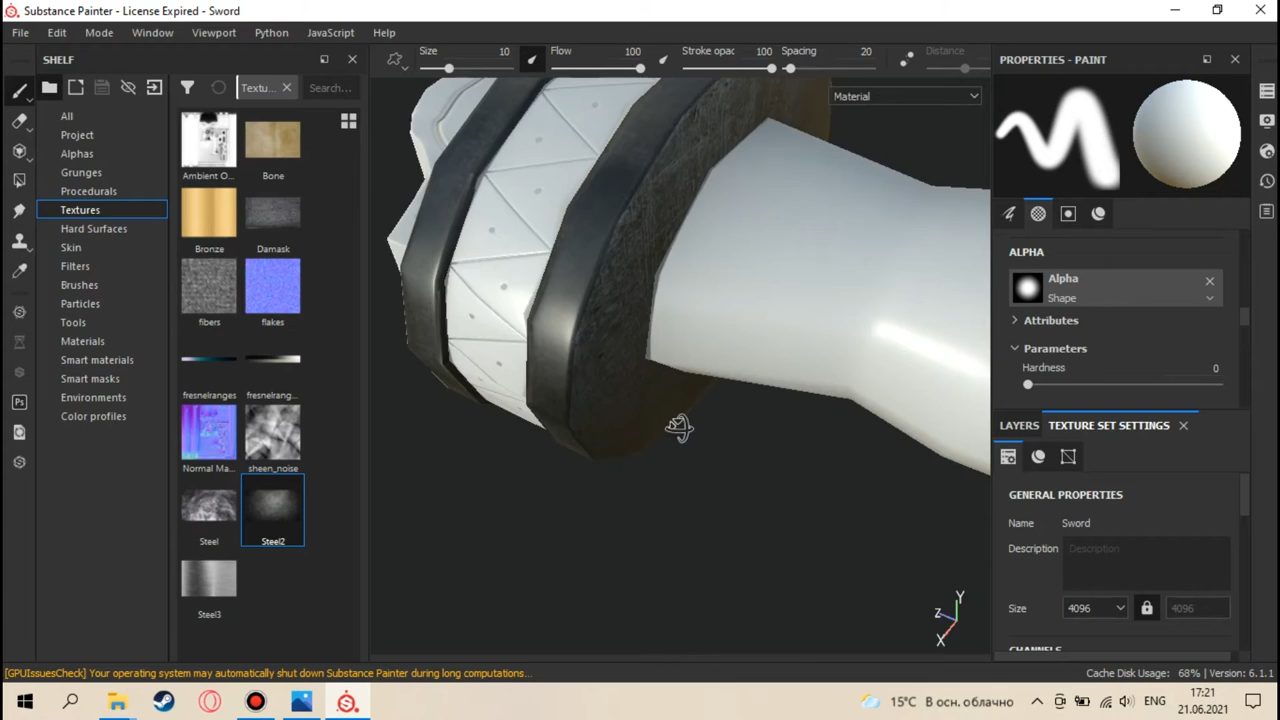 Substance Painter - License Expired - Sword
File Edit Mode Window Viewport Python JavaScript Help
SHELF
Size 10 Flow 100 Stroke opac 100 Spacing 20 Distance
PROPERTIES - PAINT
Textu...
Search...
Material
All
Project
Alphas
Grunges
Procedurals
Textures
Hard Surfaces
Skin
Filters
Brushes
Particles
Tools
Materials
Smart materials
Smart masks
Environments
Color profiles
Ambient O... Bone
Bronze Damask
fibers flakes
fresnelranges fresnelrang...
Normal Ma... sheen_noise
Steel Steel2
Steel3
ALPHA
Alpha
Shape
Attributes
Parameters
Hardness 0
LAYERS TEXTURE SET SETTINGS
GENERAL PROPERTIES
Name Sword
Description Description
Size 4096 4096
CHANNELS
Y
Z
X
[GPUIssuesCheck] Your operating system may automatically shut down Substance Painter during long computations...
Cache Disk Usage: 68% | Version: 6.1.1
Ps
15°C В осн. облачно
ENG
17:21
21.06.2021